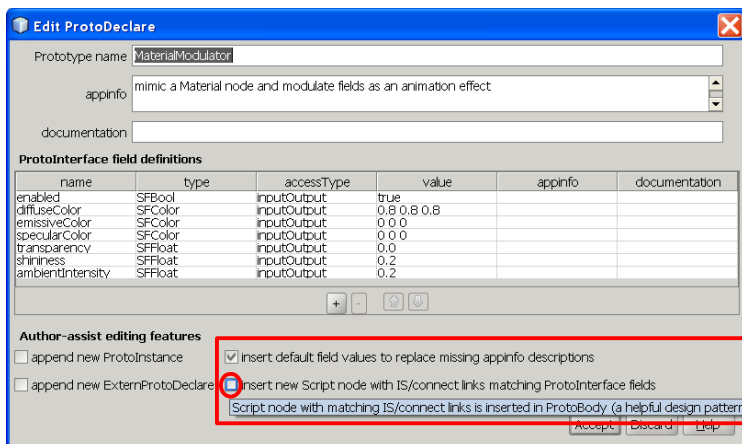 Edit ProtoDeclare
Prototype name MaterialModulator
appinfo mimic a Material node and modulate fields as an animation effect
documentation
ProtoInterface field definitions
name type accessType value appinfo documentation
enabled SFBool inputOutput true
diffuseColor SFColor inputOutput 0.8 0.8 0.8
emissiveColor SFColor inputOutput 0 0 0
specularColor SFColor inputOutput 0 0 0
transparency SFFloat inputOutput 0.0
shininess SFFloat inputOutput 0.2
ambientIntensity SFFloat inputOutput 0.2
+ -
Author-assist editing features
append new ProtoInstance insert default field values to replace missing appinfo descriptions
append new ExternProtoDeclare insert new Script node with IS/connect links matching ProtoInterface fields
Script node with matching IS/connect links is inserted in ProtoBody (a helpful design pattern
Accept Discard Help